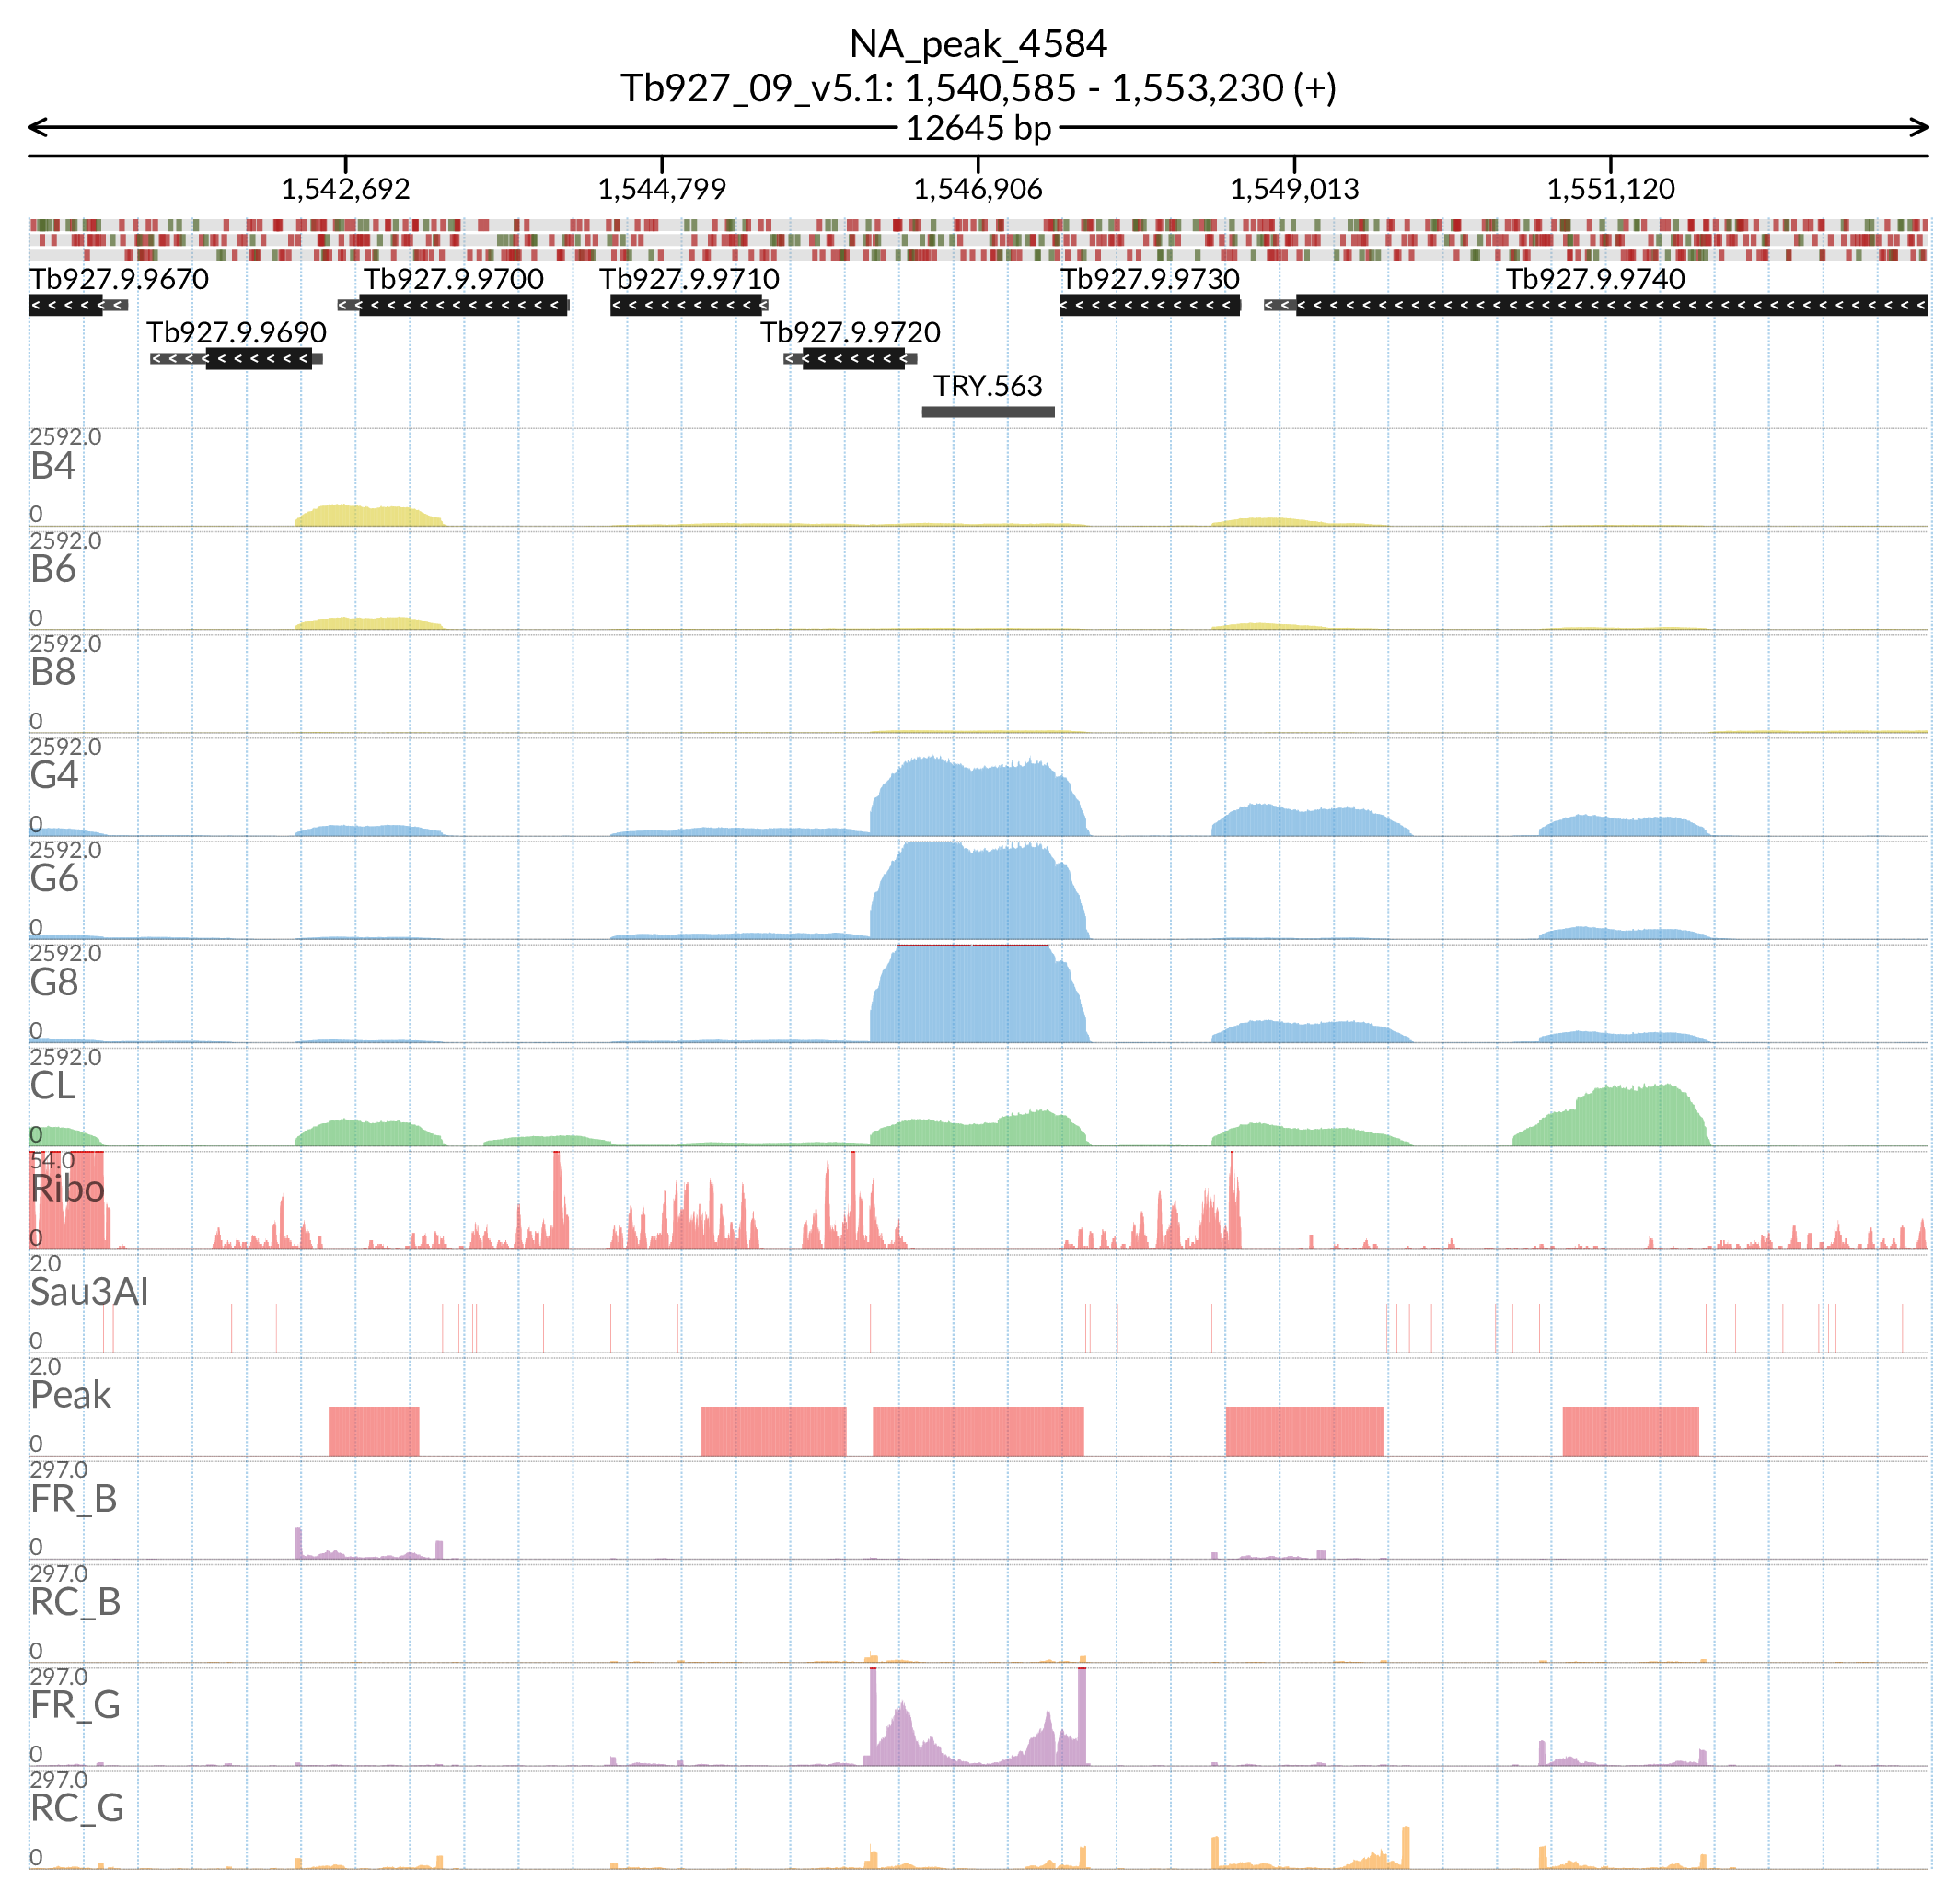 NA_peak_4584
Tb927_09_v5.1: 1,540,585 - 1,553,230 (+)
12645 bp
1,542,692 1,544,799 1,546,906 1,549,013 1,551,120
Tb927.9.9670 Tb927.9.9700 Tb927.9.9710 Tb927.9.9730 Tb927.9.9740
Tb927.9.9690 Tb927.9.9720
TRY.563
2592.0
B4
0
2592.0
B6
0
2592.0
B8
0
2592.0
G4
0
2592.0
G6
0
2592.0
G8
0
2592.0
CL
0
54.0
Ribo
0
2.0
Sau3AI
0
2.0
Peak
0
297.0
FR_B
0
297.0
RC_B
0
297.0
FR_G
0
297.0
RC_G
0